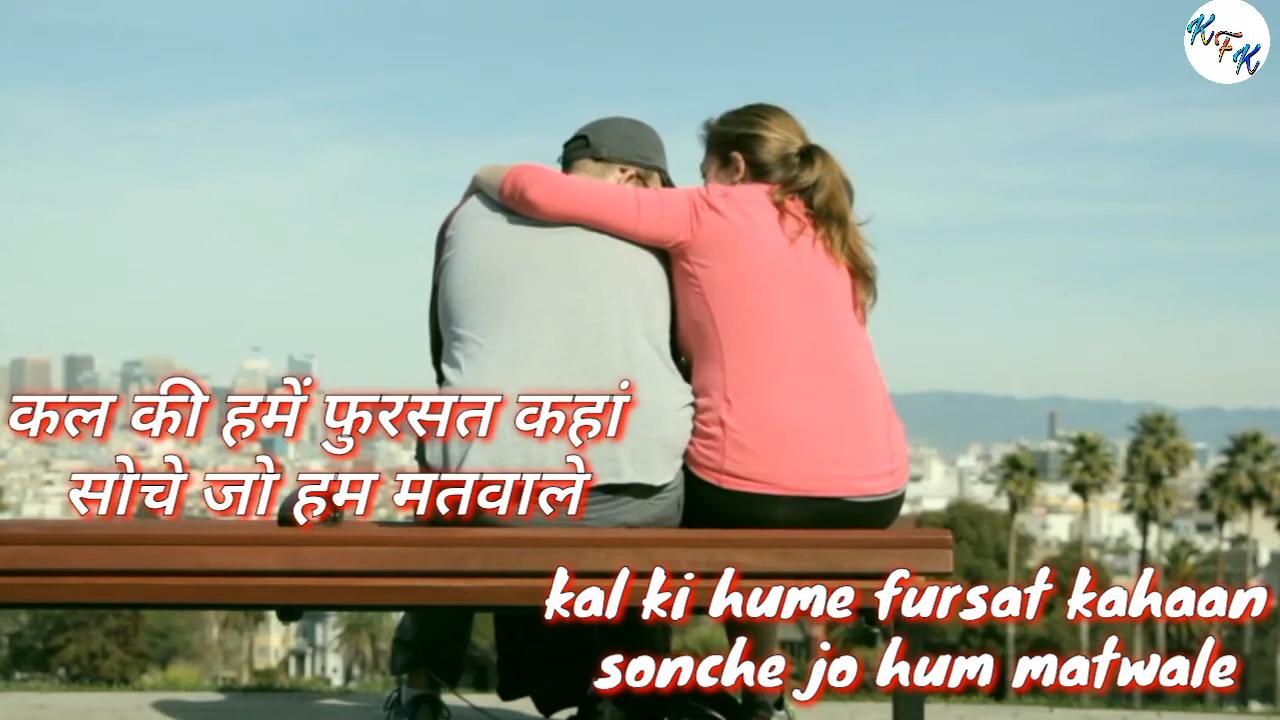 KFK
कल की हमें फुरसत कहां
सोचे जो हम मतवाले
kal ki hume fursat kahaan
sonche jo hum matwale